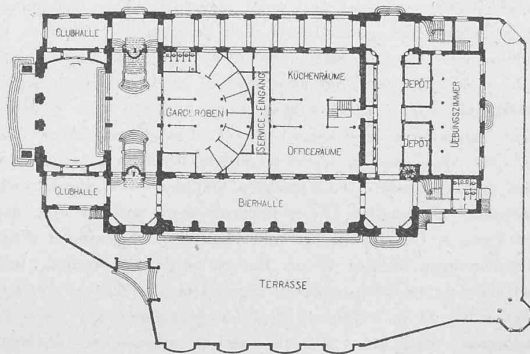 CLUBHALLE
KÜCHENRÄUME
DEPÔT
GARDEROBEN
SERVICE-EINGANG
UEBUNGSZIMMER
OFFICERÄUME
DEPÔT
CLUBHALLE
BIERHALLE
TERRASSE